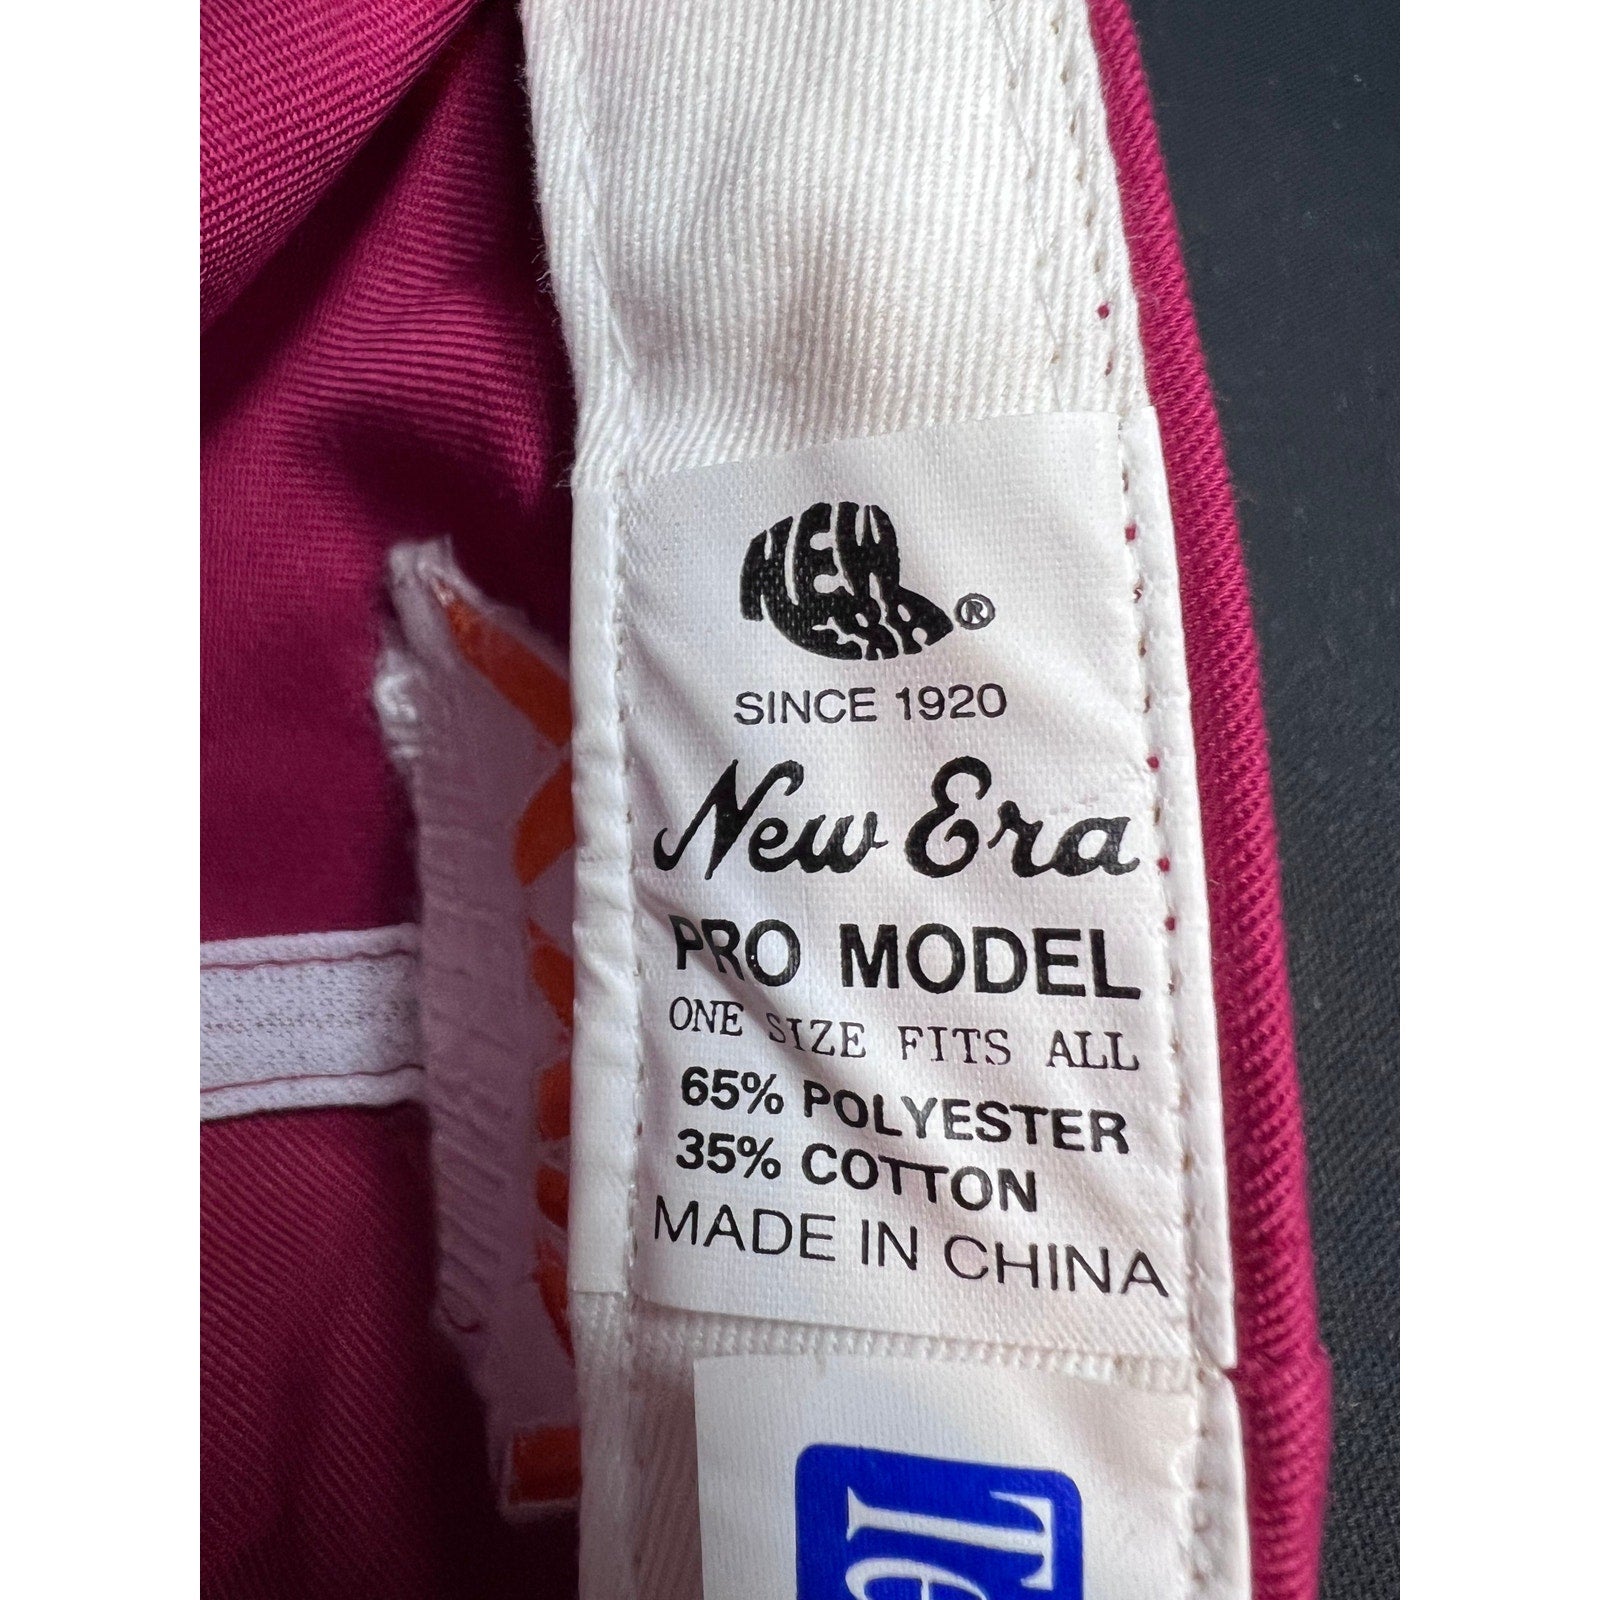 NEW
ERA ®
SINCE 1920
New Era
PRO MODEL
ONE SIZE FITS ALL
65% POLYESTER
35% COTTON
MADE IN CHINA
Te